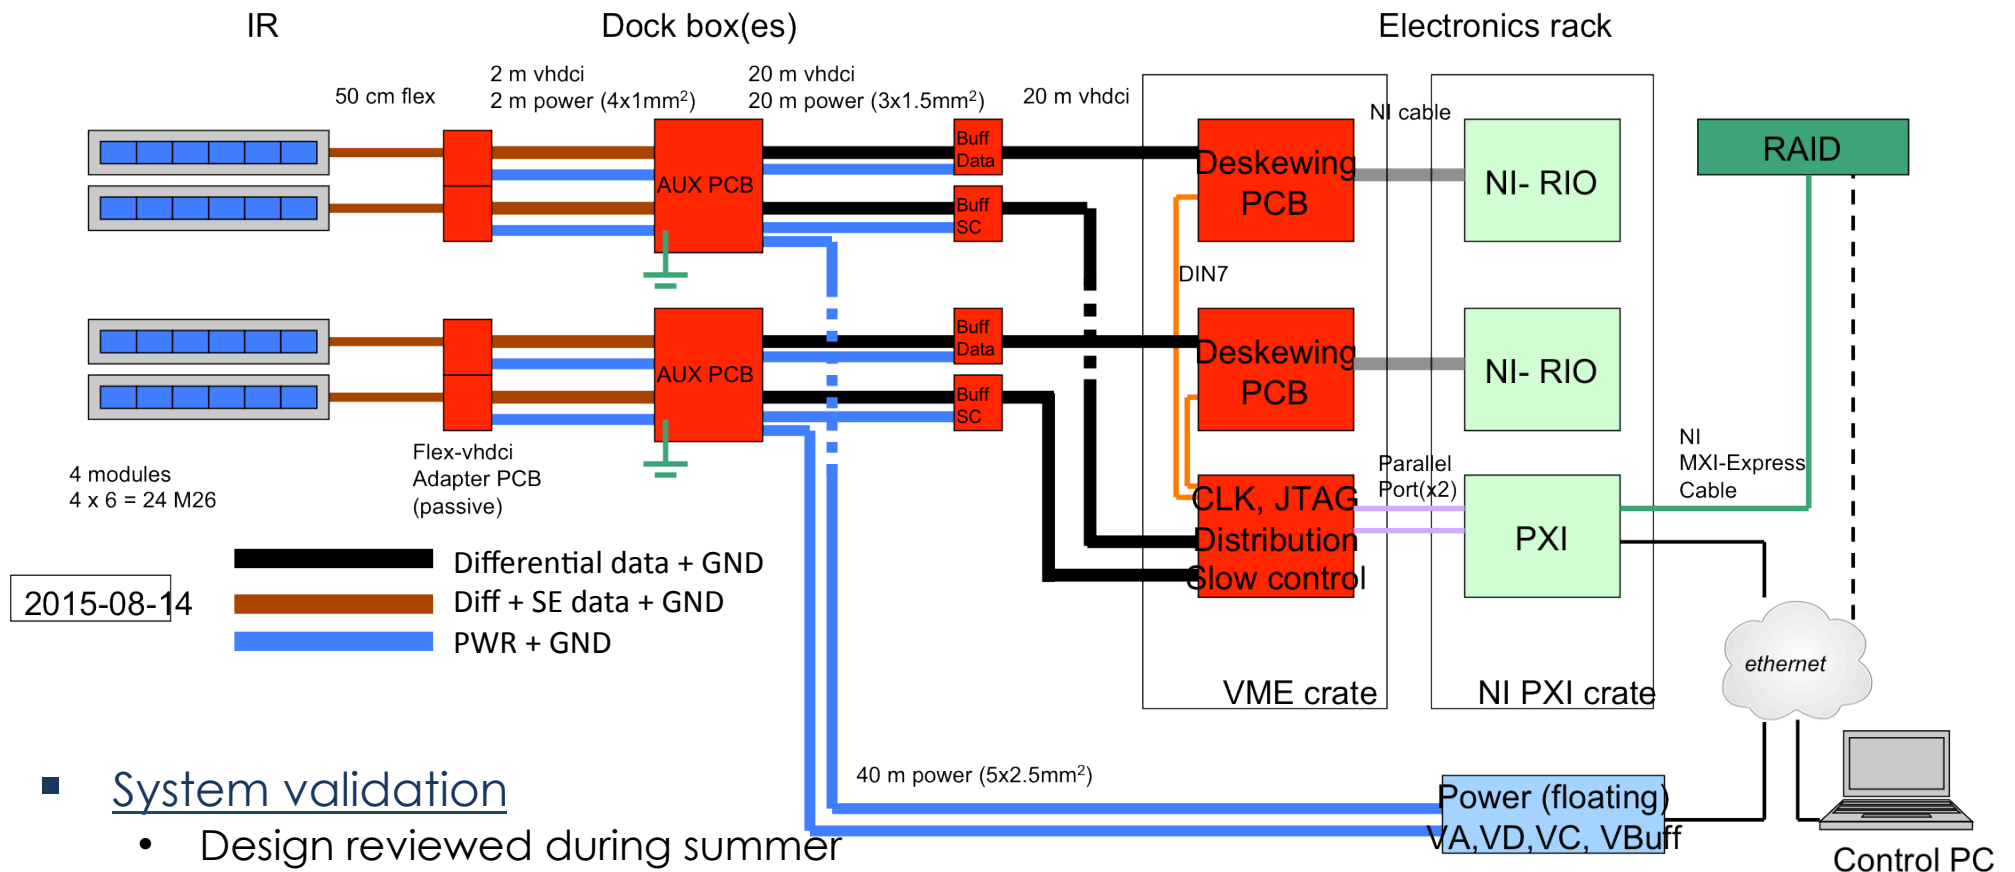 IR
Dock box(es)
Electronics rack
50 cm flex
2 m vhdci
2 m power (4x1mm²)
20 m vhdci
20 m power (3x1.5mm²)
20 m vhdci
NI cable
Buff
Data
Buff
SC
AUX PCB
Deskewing
PCB
NI- RIO
RAID
DIN7
Buff
Data
Buff
SC
AUX PCB
Deskewing
PCB
NI- RIO
4 modules
4 x 6 = 24 M26
Flex-vhdci
Adapter PCB
(passive)
CLK, JTAG
Distribution
Slow control
Parallel
Port(x2)
PXI
NI
MXI-Express
Cable
2015-08-14
Differential data + GND
Diff + SE data + GND
PWR + GND
VME crate
NI PXI crate
ethernet
40 m power (5x2.5mm²)
Power (floating)
VA,VD,VC, VBuff
Control PC
▪ System validation
• Design reviewed during summer